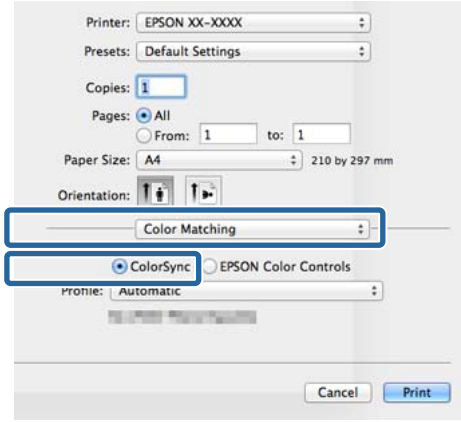 Printer: EPSON XX-XXXX
Presets: Default Settings
Copies: 1
Pages: All
From: 1 to: 1
Paper Size: A4 210 by 297 mm
Orientation:
Color Matching
ColorSync EPSON Color Controls
Profile: Automatic
Cancel Print